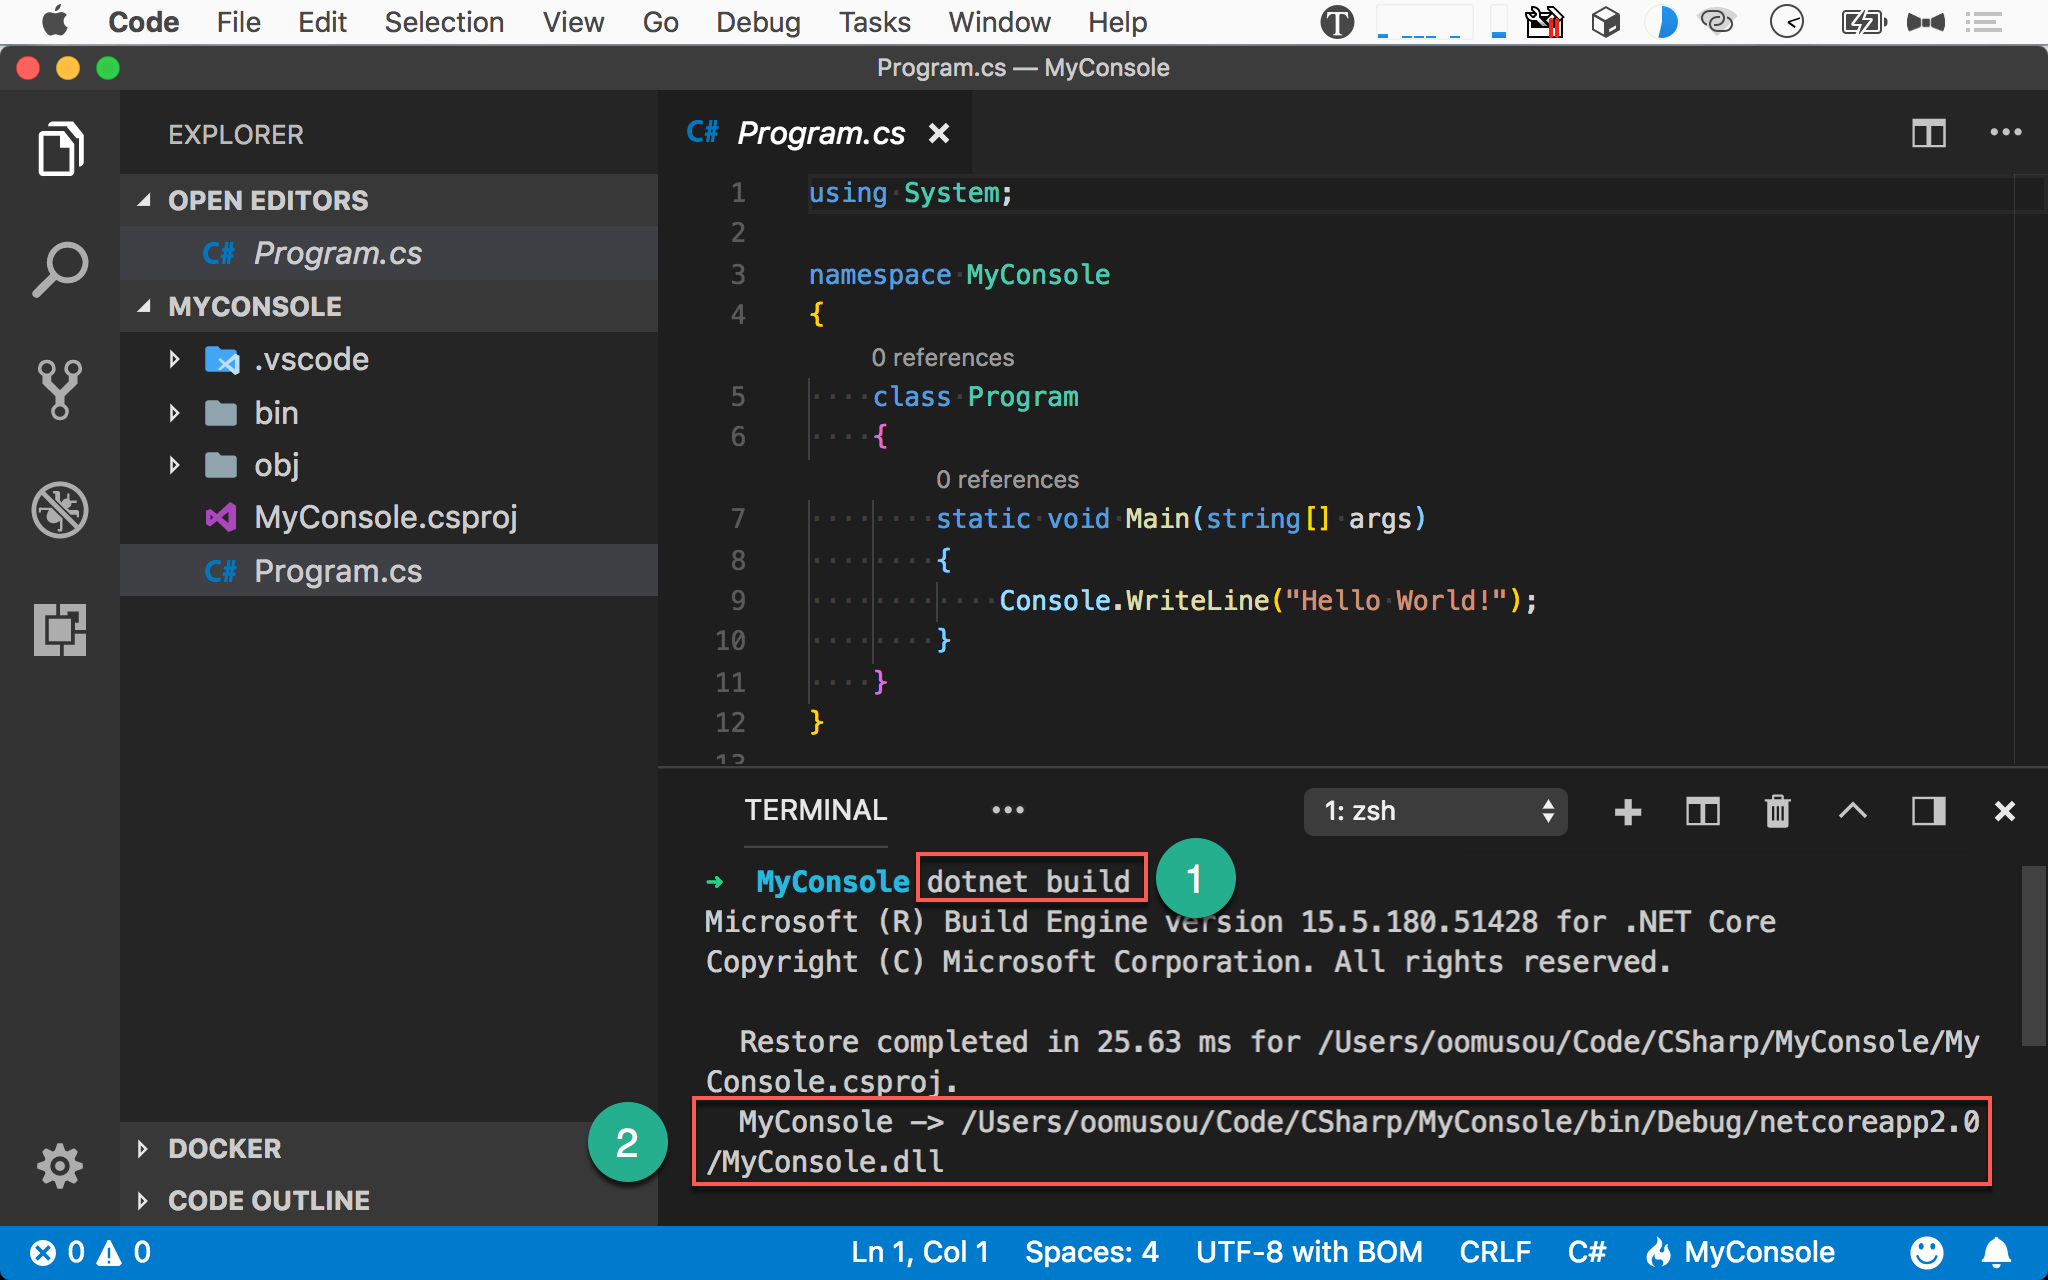 Code File Edit Selection View Go Debug Tasks Window Help
Program.cs — MyConsole
EXPLORER
OPEN EDITORS
C# Program.cs
MYCONSOLE
.vscode
bin
obj
MyConsole.csproj
C# Program.cs
DOCKER
CODE OUTLINE
C# Program.cs
1 using System;
2
3 namespace MyConsole
4 {
0 references
5 class Program
6 {
0 references
7 static void Main(string[] args)
8 {
9 Console.WriteLine("Hello World!");
10 }
11 }
12 }
13
TERMINAL
1: zsh
➜ MyConsole dotnet build
1
Microsoft (R) Build Engine version 15.5.180.51428 for .NET Core
Copyright (C) Microsoft Corporation. All rights reserved.
Restore completed in 25.63 ms for /Users/oomusou/Code/CSharp/MyConsole/My
Console.csproj.
2
MyConsole -> /Users/oomusou/Code/CSharp/MyConsole/bin/Debug/netcoreapp2.0
/MyConsole.dll
0 0 Ln 1, Col 1 Spaces: 4 UTF-8 with BOM CRLF C# MyConsole